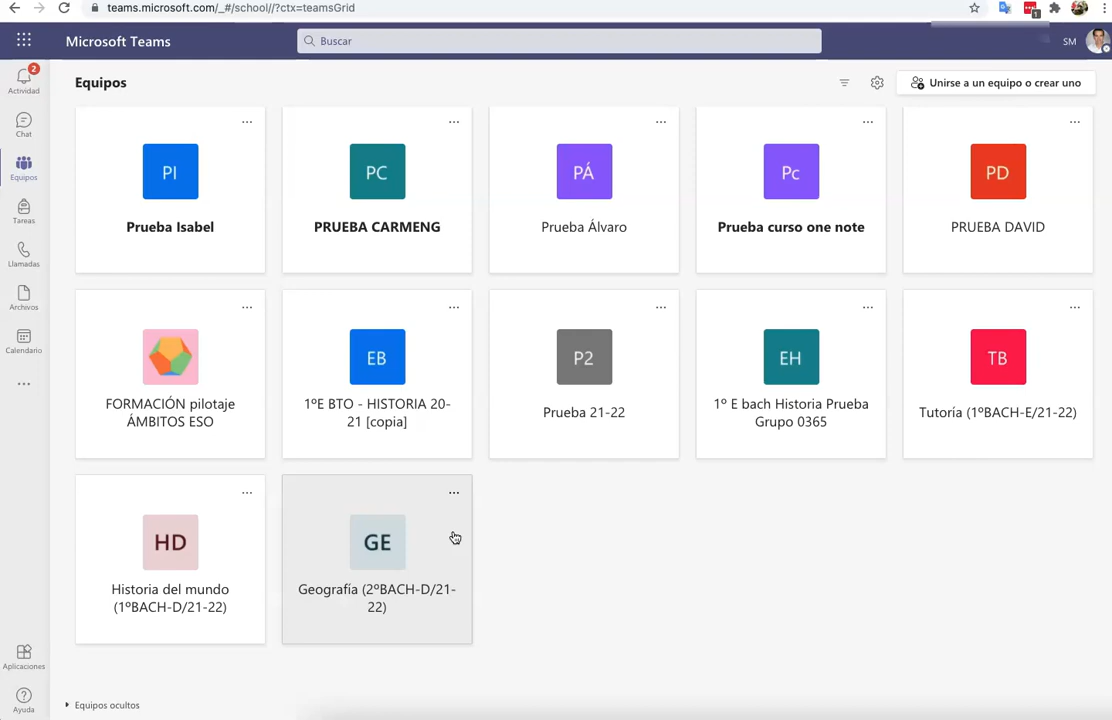 teams.microsoft.com/_#/school//?ctx=teamsGrid
1
Microsoft Teams
Buscar
SM
2
Actividad
Chat
Equipos
Tareas
Llamadas
Archivos
Calendario
Aplicaciones
Ayuda
Equipos
Unirse a un equipo o crear uno
PI
Prueba Isabel
PC
PRUEBA CARMENG
PÁ
Prueba Álvaro
Pc
Prueba curso one note
PD
PRUEBA DAVID
FORMACIÓN pilotaje
ÁMBITOS ESO
EB
1ºE BTO - HISTORIA 20-
21 [copia]
P2
Prueba 21-22
EH
1º E bach Historia Prueba
Grupo 0365
TB
Tutoría (1ºBACH-E/21-22)
HD
Historia del mundo
(1ºBACH-D/21-22)
GE
Geografía (2ºBACH-D/21-
22)
Equipos ocultos